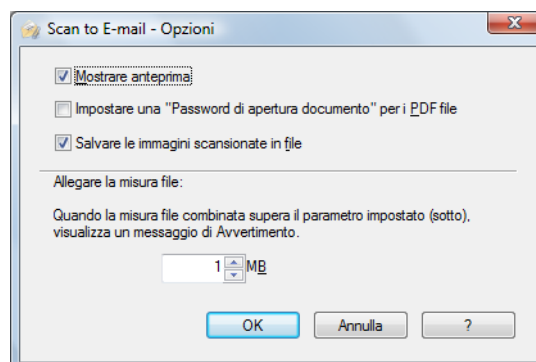 Scan to E-mail - Opzioni
Mostrare anteprima
Impostare una "Password di apertura documento" per i PDF file
Salvare le immagini scansionate in file
Allegare la misura file:
Quando la misura file combinata supera il parametro impostato (sotto),
visualizza un messaggio di Avvertimento.
1 MB
OK Annulla ?